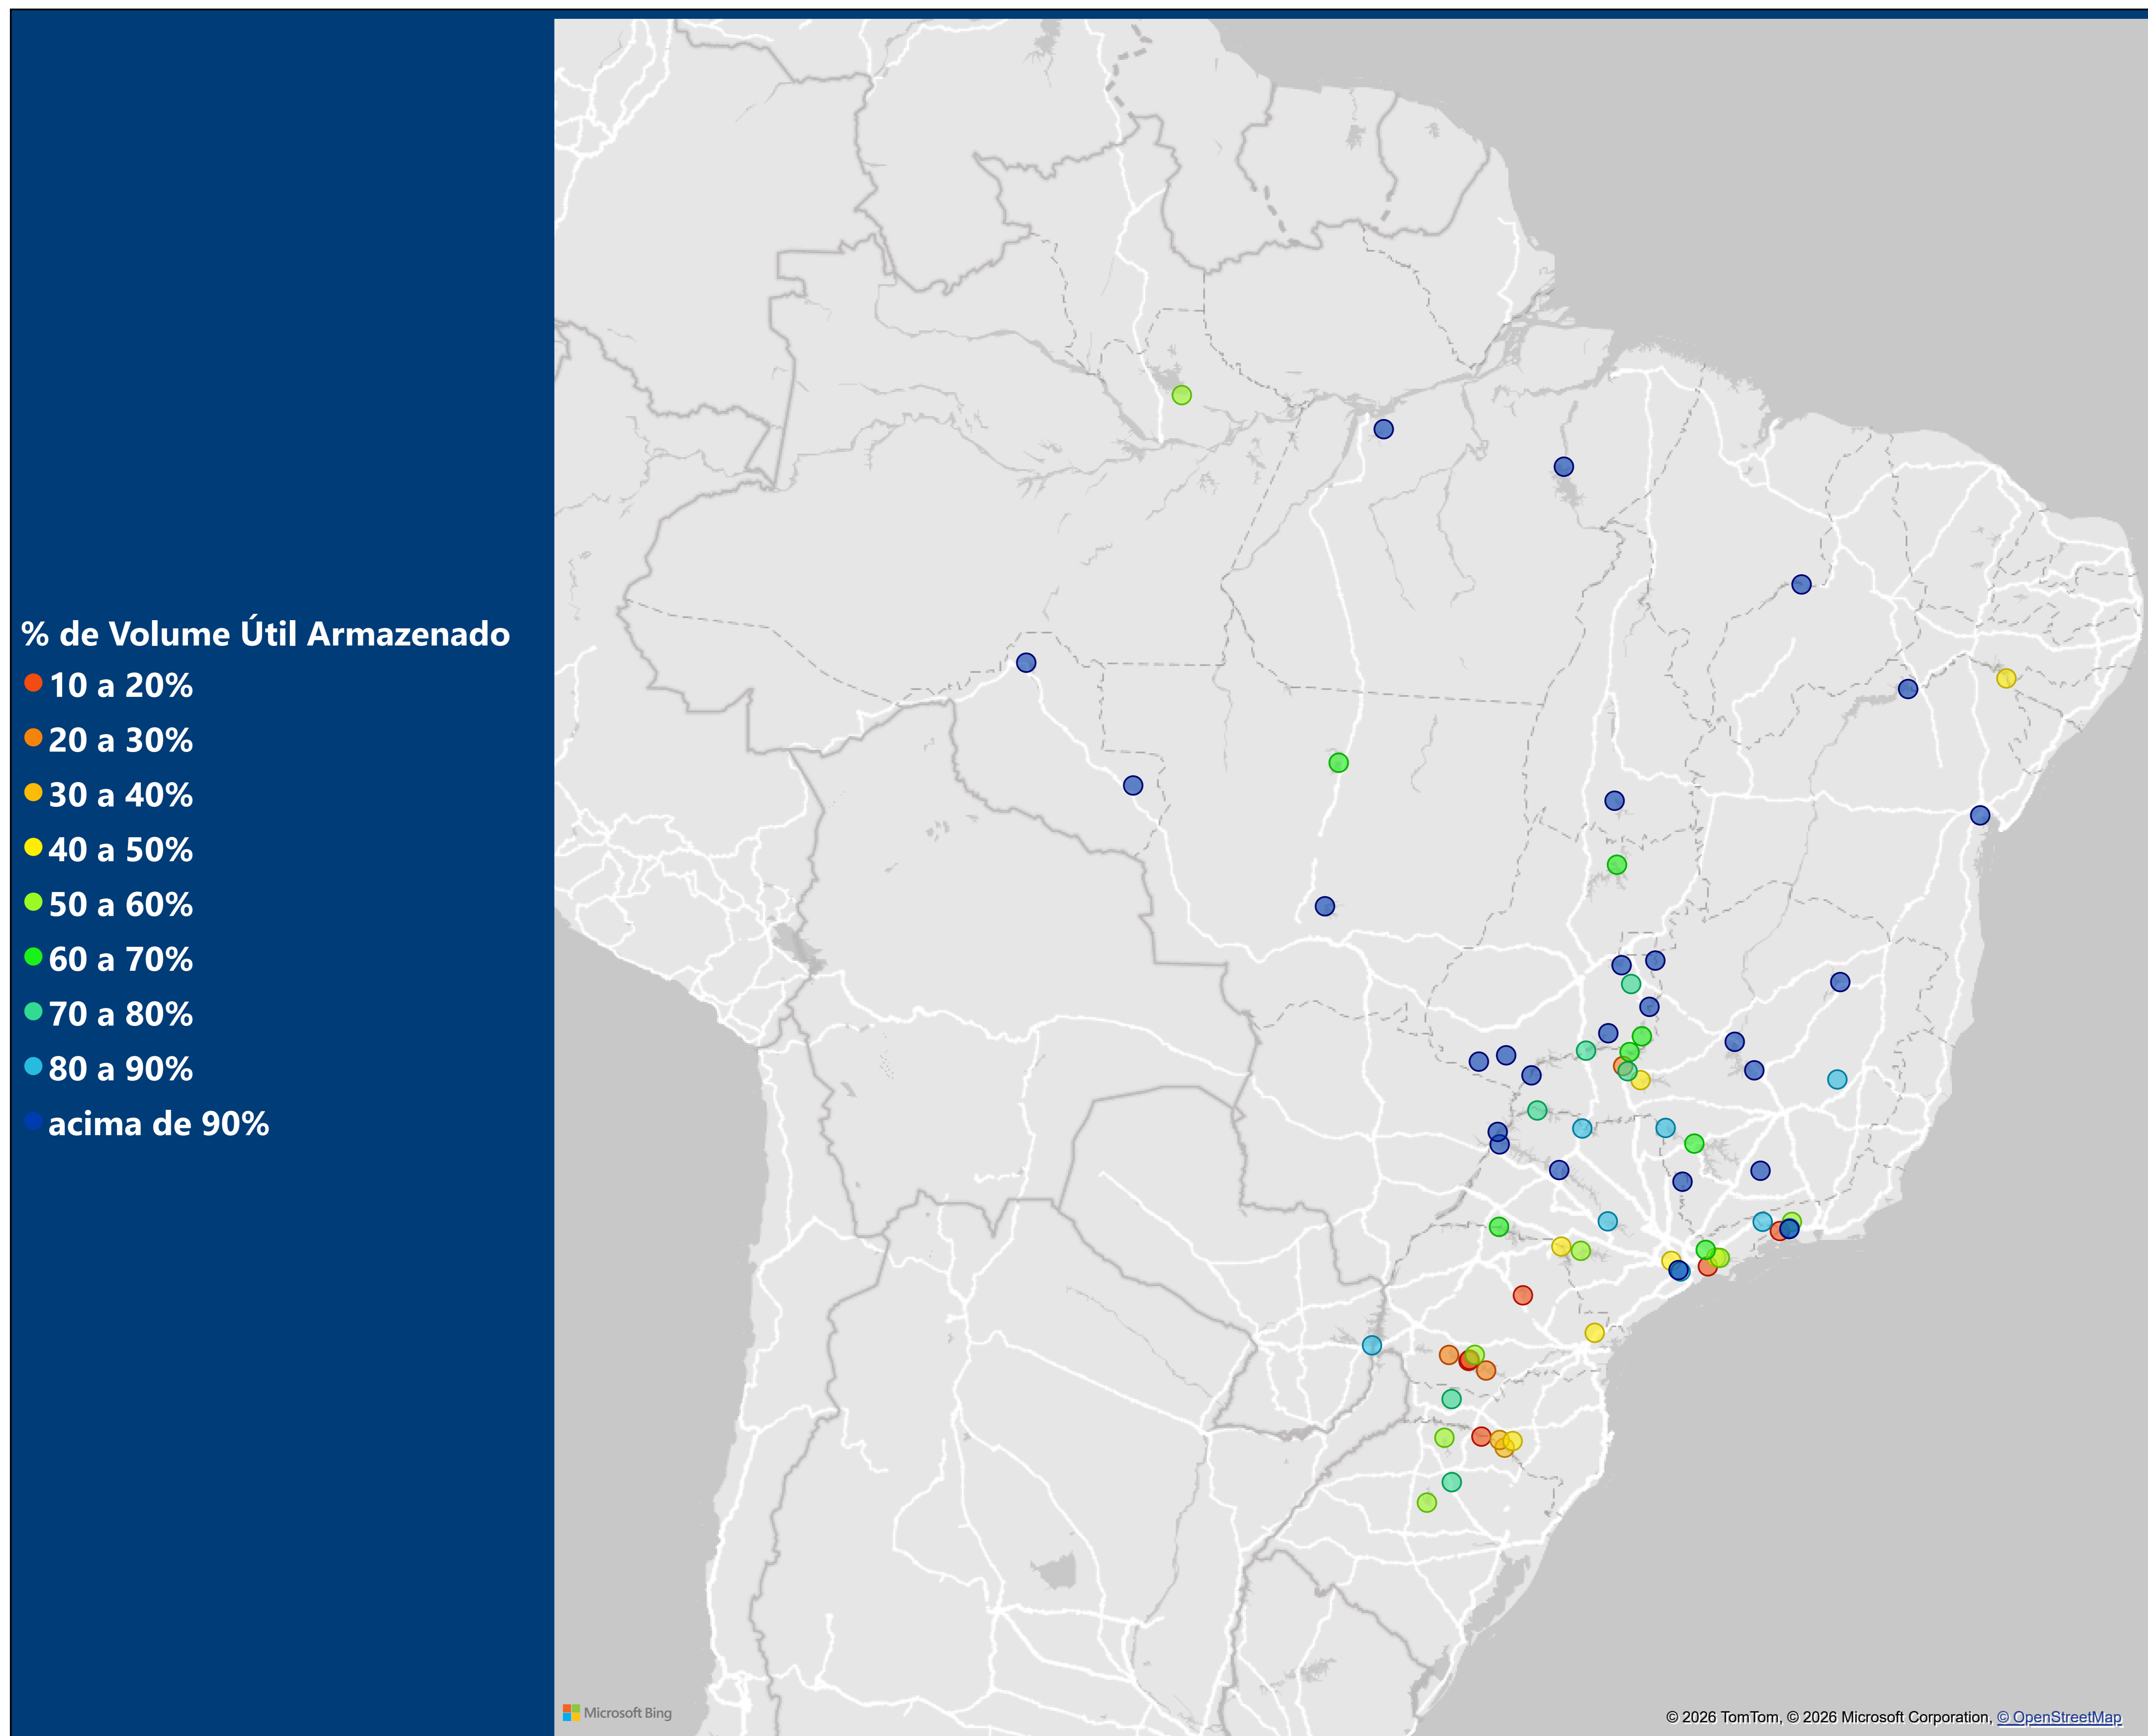 % de Volume Útil Armazenado
10 a 20%
20 a 30%
30 a 40%
40 a 50%
50 a 60%
60 a 70%
70 a 80%
80 a 90%
acima de 90%
Microsoft Bing
© 2026 TomTom, © 2026 Microsoft Corporation, © OpenStreetMap